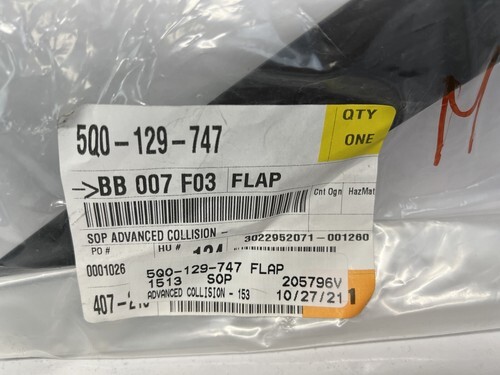 5Q0-129-747
QTY
ONE
>BB 007 F03 FLAP
Cnt Ogn HazMat
SOP ADVANCED COLLISION -
3022952071-001260
PO #
HU #
0001026
5Q0-129-747 FLAP
1513 SOP 205796V
ADVANCED COLLISION - 153 10/27/21